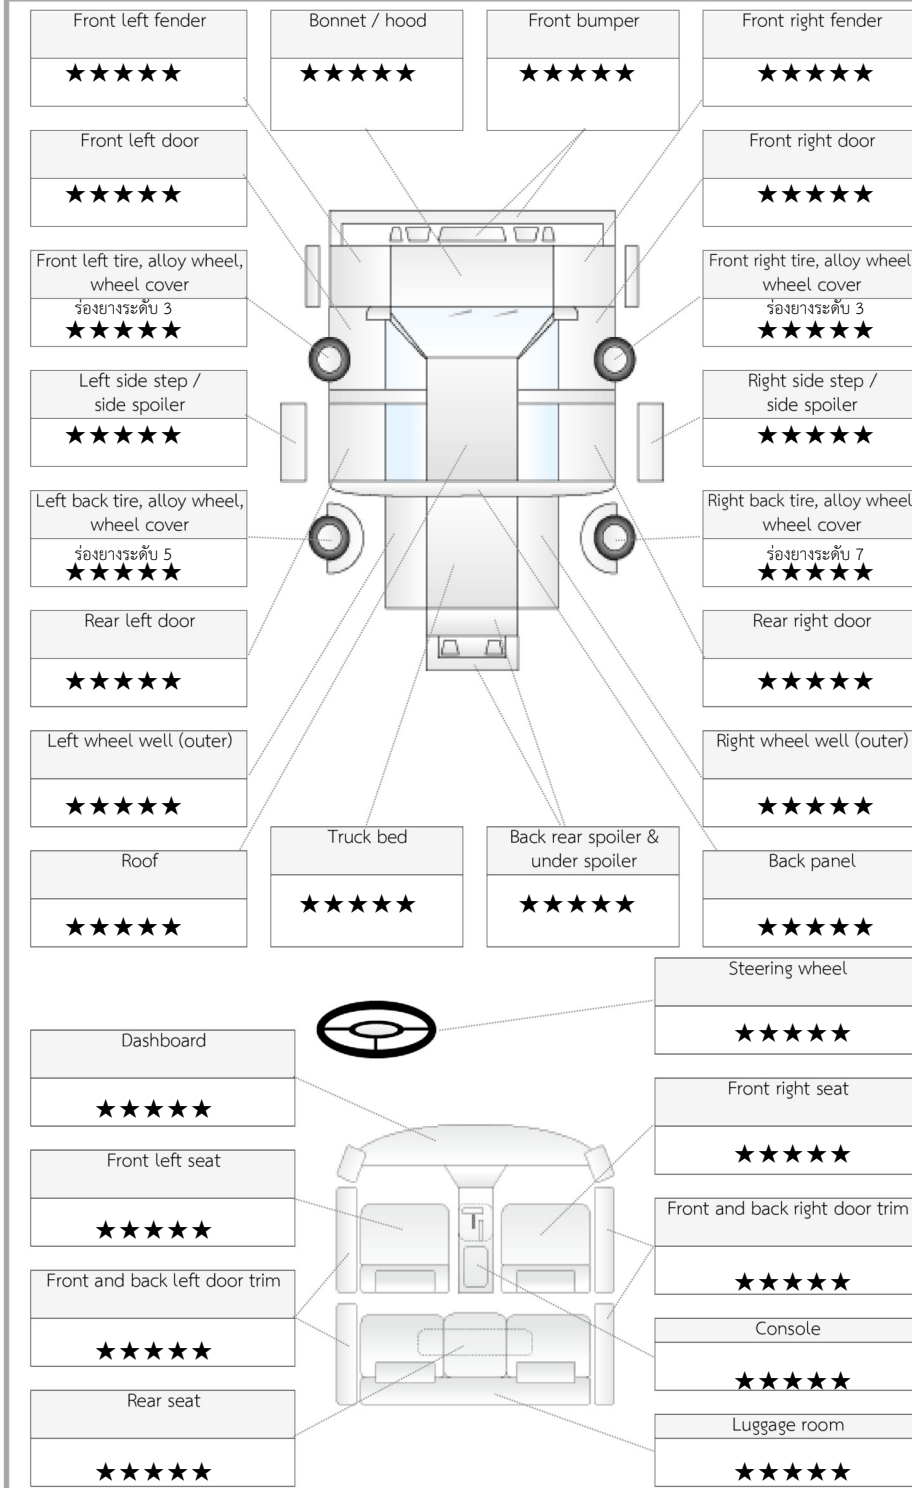 Front left fender
★★★★★
Bonnet / hood
★★★★★
Front bumper
★★★★★
Front right fender
★★★★★
Front left door
★★★★★
Front right door
★★★★★
Front left tire, alloy wheel,
wheel cover
ร่องยางระดับ 3
★★★★★
Front right tire, alloy wheel
wheel cover
ร่องยางระดับ 3
★★★★★
Left side step /
side spoiler
★★★★★
Right side step /
side spoiler
★★★★★
Left back tire, alloy wheel,
wheel cover
ร่องยางระดับ 5
★★★★★
Right back tire, alloy wheel
wheel cover
ร่องยางระดับ 7
★★★★★
Rear left door
★★★★★
Rear right door
★★★★★
Left wheel well (outer)
★★★★★
Right wheel well (outer)
★★★★★
Roof
★★★★★
Truck bed
★★★★★
Back rear spoiler &
under spoiler
★★★★★
Back panel
★★★★★
Steering wheel
★★★★★
Dashboard
★★★★★
Front right seat
★★★★★
Front left seat
★★★★★
Front and back right door trim
★★★★★
Front and back left door trim
★★★★★
Console
★★★★★
Rear seat
★★★★★
Luggage room
★★★★★